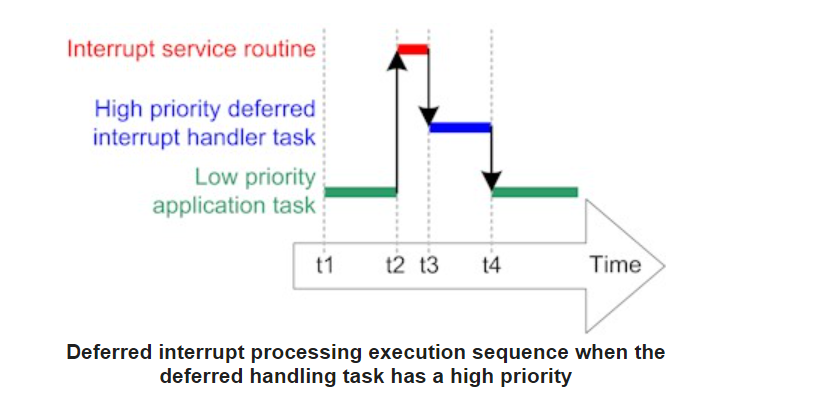 Interrupt service routine
High priority deferred
interrupt handler task
Low priority
application task
t1 t2 t3 t4 Time
Deferred interrupt processing execution sequence when the
deferred handling task has a high priority